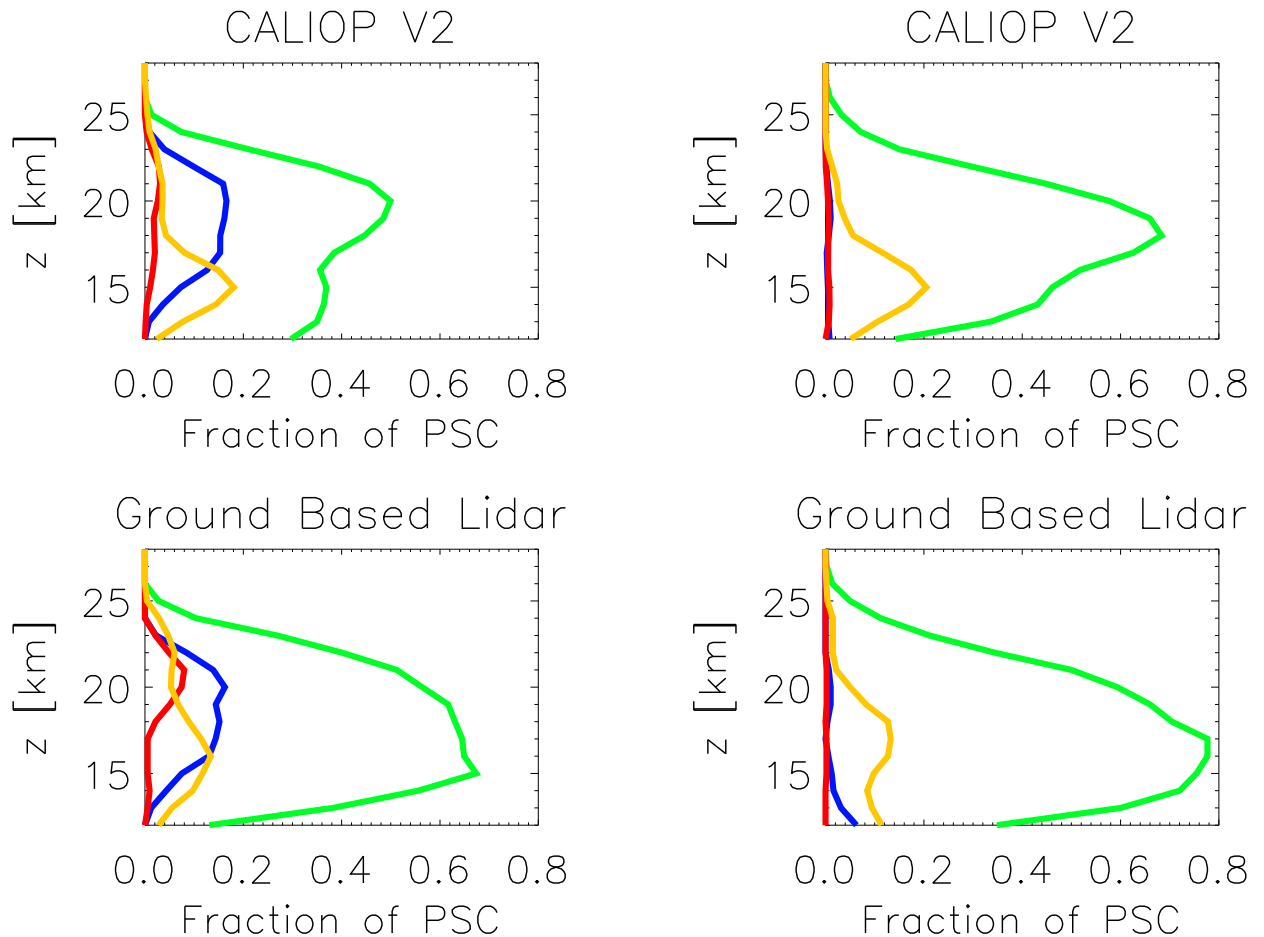 CALIOP V2
25
20
15
z [km]
0.0 0.2 0.4 0.6 0.8
Fraction of PSC
CALIOP V2
25
20
15
z [km]
0.0 0.2 0.4 0.6 0.8
Fraction of PSC
Ground Based Lidar
25
20
15
z [km]
0.0 0.2 0.4 0.6 0.8
Fraction of PSC
Ground Based Lidar
25
20
15
z [km]
0.0 0.2 0.4 0.6 0.8
Fraction of PSC